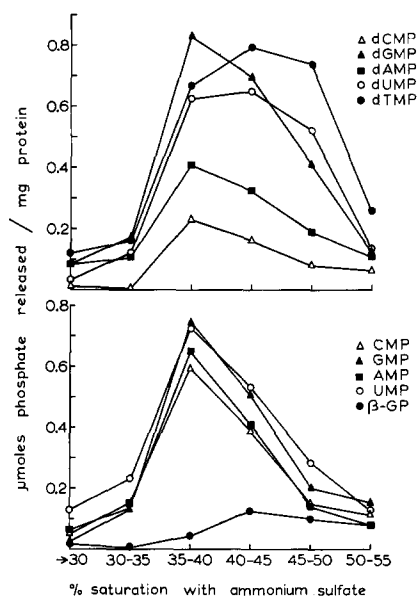 µmoles phosphate released / mg protein
0.8
0.6
0.4
0.2
△ dCMP
▲ dGMP
■ dAMP
○ dUMP
● dTMP
0.8
0.6
0.4
0.2
△ CMP
▲ GMP
■ AMP
○ UMP
● β-GP
→30 30-35 35-40 40-45 45-50 50-55
% saturation with ammonium sulfate